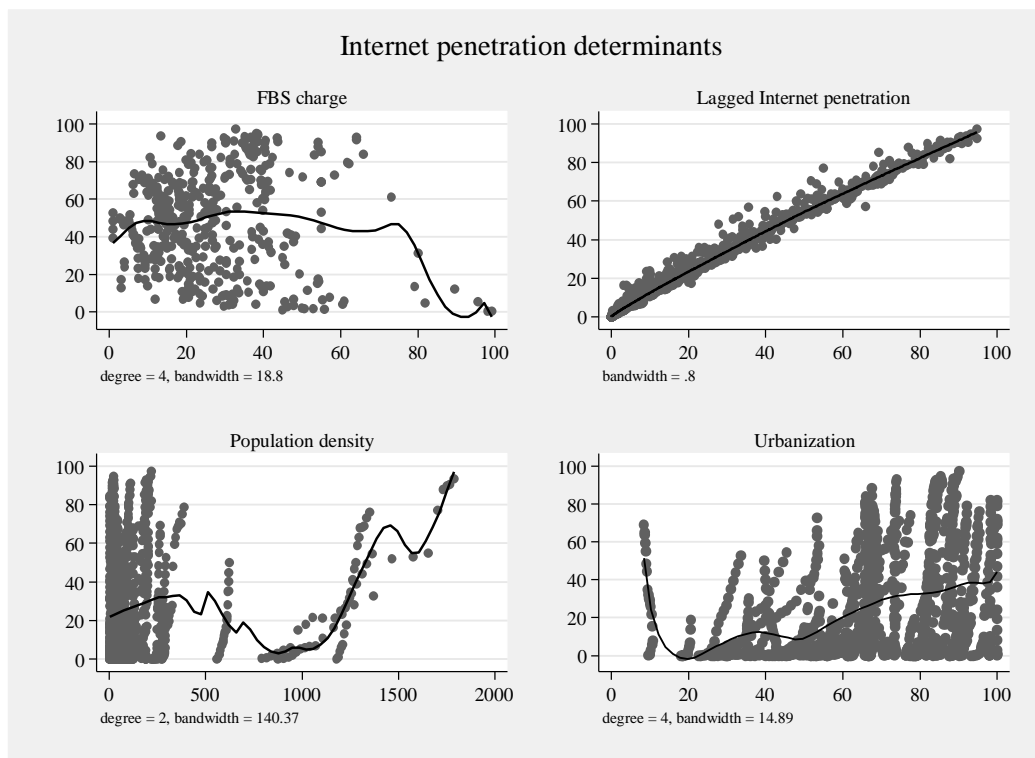 Internet penetration determinants
FBS charge
100
80
60
40
20
0
0 20 40 60 80 100
degree = 4, bandwidth = 18.8
Lagged Internet penetration
100
80
60
40
20
0
0 20 40 60 80 100
bandwidth = .8
Population density
100
80
60
40
20
0
0 500 1000 1500 2000
degree = 2, bandwidth = 140.37
Urbanization
100
80
60
40
20
0
0 20 40 60 80 100
degree = 4, bandwidth = 14.89